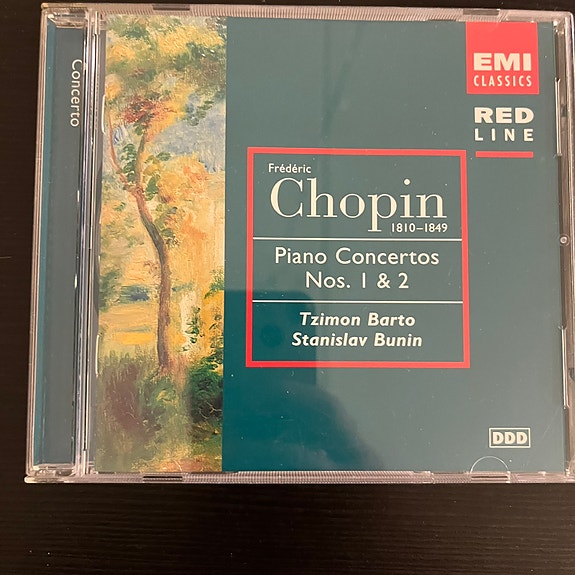 Concerto
EMI
CLASSICS
RED
LINE
Frédéric
Chopin
1810–1849
Piano Concertos
Nos. 1 & 2
Tzimon Barto
Stanislav Bunin
DDD